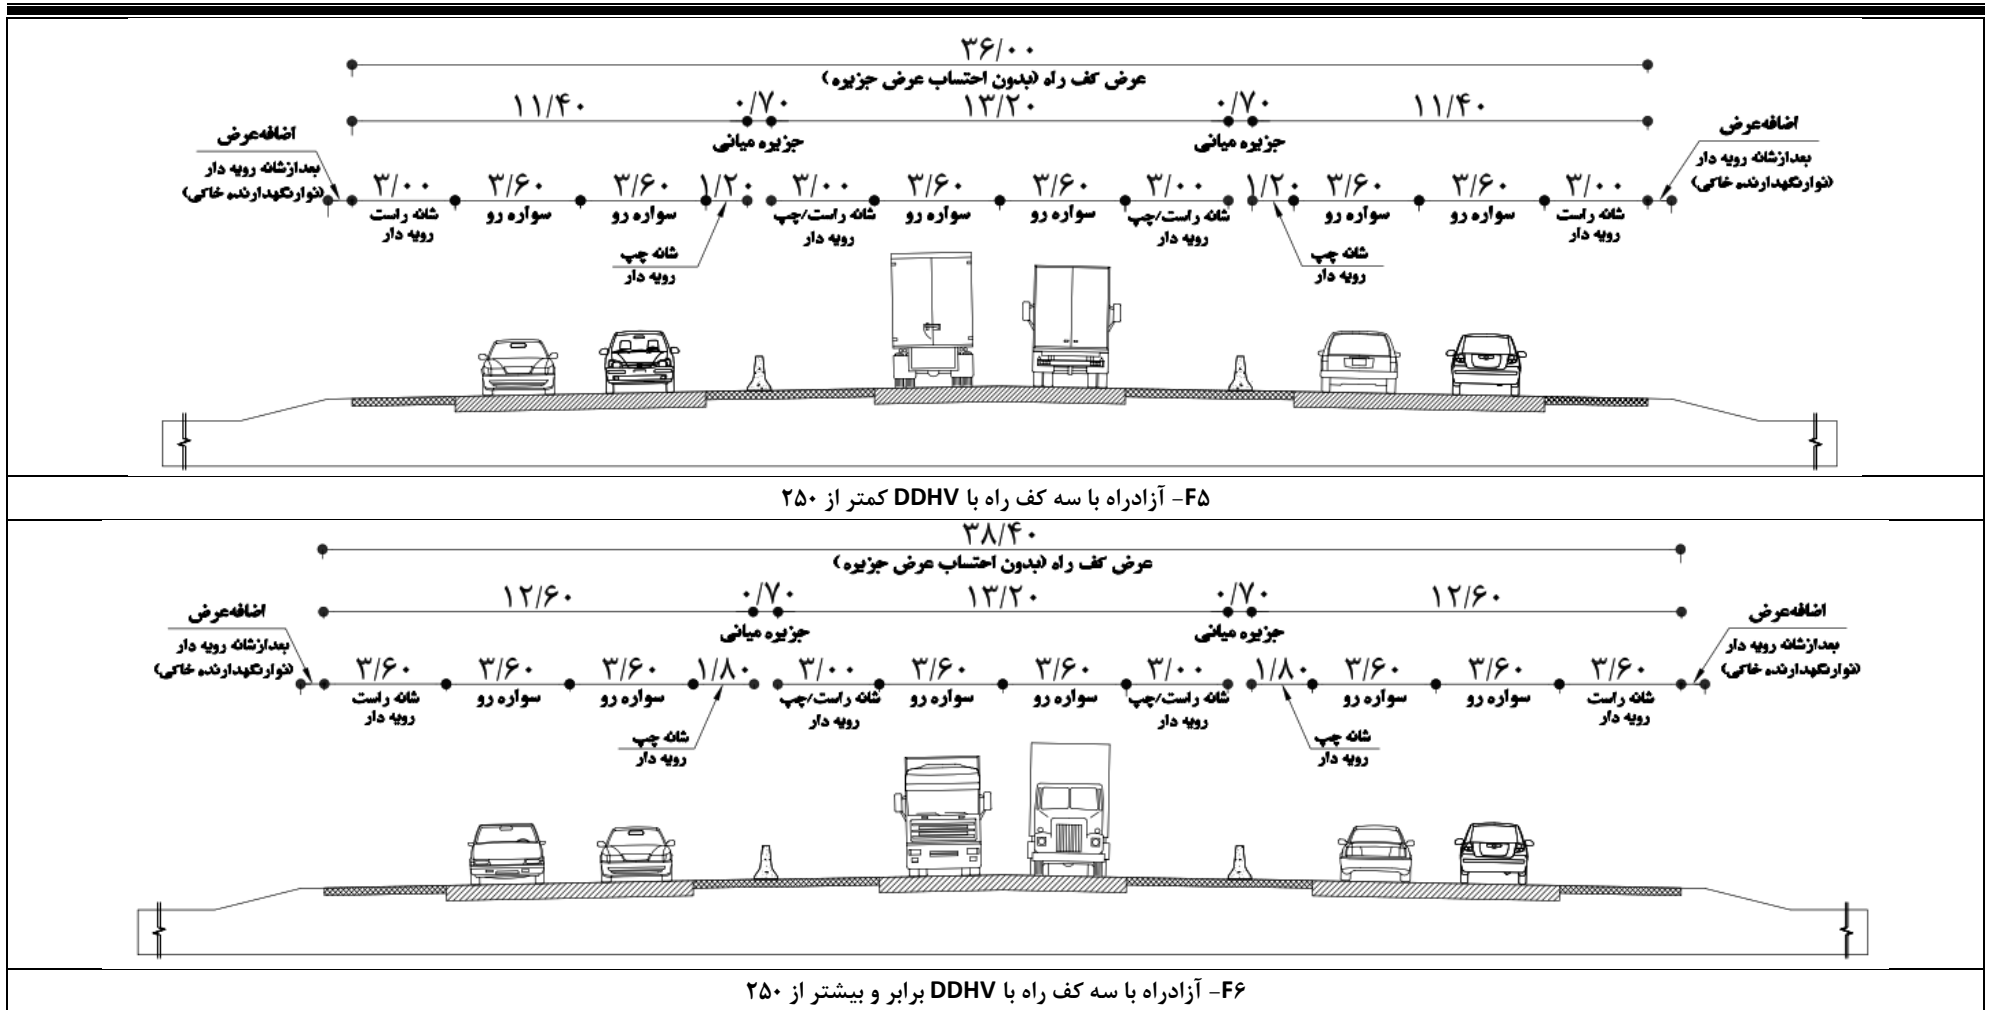 ۳۶/۰۰
عرض کف راه (بدون احتساب عرض جزیره)
۱۱/۴۰ ۰/۷۰ ۱۳/۲۰ ۰/۷۰ ۱۱/۴۰
جزیره میانی جزیره میانی
اضافه‌عرض اضافه‌عرض
بعدازشانه رویه دار بعدازشانه رویه دار
(نوارنگهدارنده خاکی) (نوارنگهدارنده خاکی)
۳/۰۰ ۳/۶۰ ۳/۶۰ ۱/۲۰ ۳/۰۰ ۳/۶۰ ۳/۶۰ ۳/۰۰ ۱/۲۰ ۳/۶۰ ۳/۶۰ ۳/۰۰
شانه راست سواره رو سواره رو شانه راست/چپ سواره رو سواره رو شانه راست/چپ سواره رو سواره رو شانه راست
رویه دار رویه دار رویه دار رویه دار
شانه چپ شانه چپ
رویه دار رویه دار
F۵- آزادراه با سه کف راه با DDHV کمتر از ۲۵۰
۳۸/۴۰
عرض کف راه (بدون احتساب عرض جزیره)
۱۲/۶۰ ۰/۷۰ ۱۳/۲۰ ۰/۷۰ ۱۲/۶۰
جزیره میانی جزیره میانی
اضافه‌عرض اضافه‌عرض
بعدازشانه رویه دار بعدازشانه رویه دار
(نوارنگهدارنده خاکی) (نوارنگهدارنده خاکی)
۳/۶۰ ۳/۶۰ ۳/۶۰ ۱/۸۰ ۳/۰۰ ۳/۶۰ ۳/۶۰ ۳/۰۰ ۱/۸۰ ۳/۶۰ ۳/۶۰ ۳/۶۰
شانه راست سواره رو سواره رو شانه راست/چپ سواره رو سواره رو شانه راست/چپ سواره رو سواره رو شانه راست
رویه دار رویه دار رویه دار رویه دار
شانه چپ شانه چپ
رویه دار رویه دار
F۶- آزادراه با سه کف راه با DDHV برابر و بیشتر از ۲۵۰